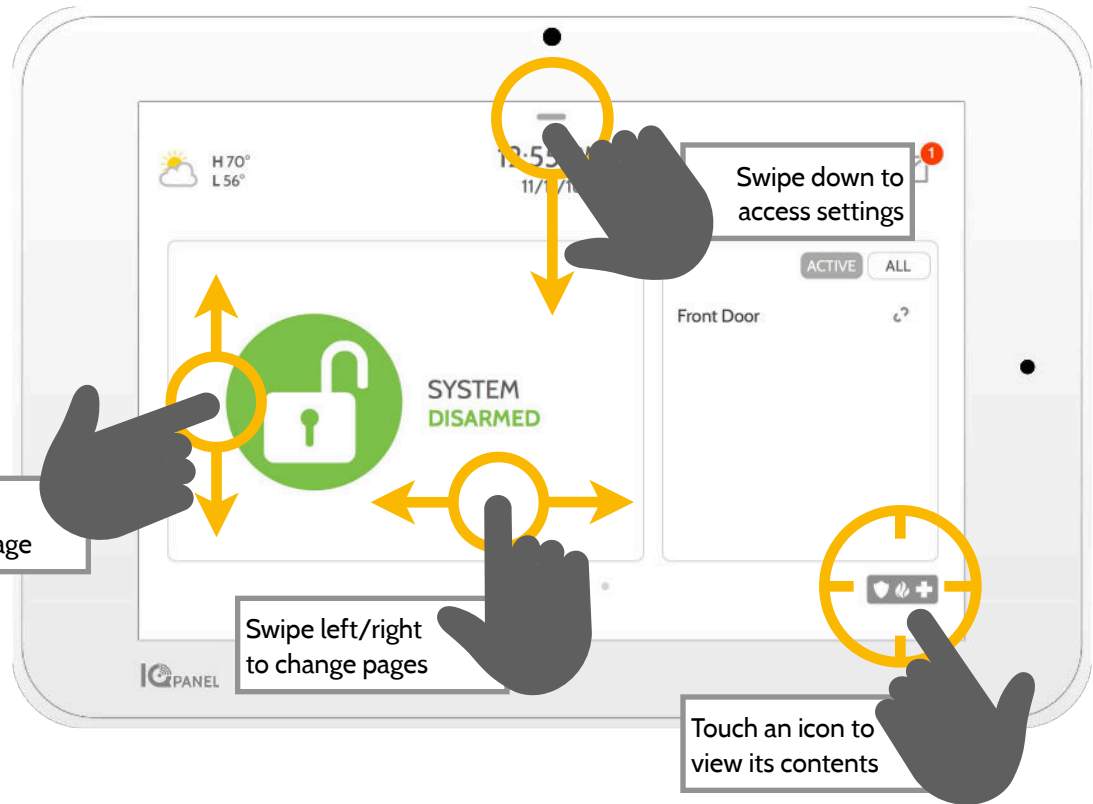 H 70°
L 56°
1
Swipe down to
access settings
ACTIVE
ALL
Front Door
SYSTEM
DISARMED
Swipe left/right
to change pages
IQ PANEL
Touch an icon to
view its contents